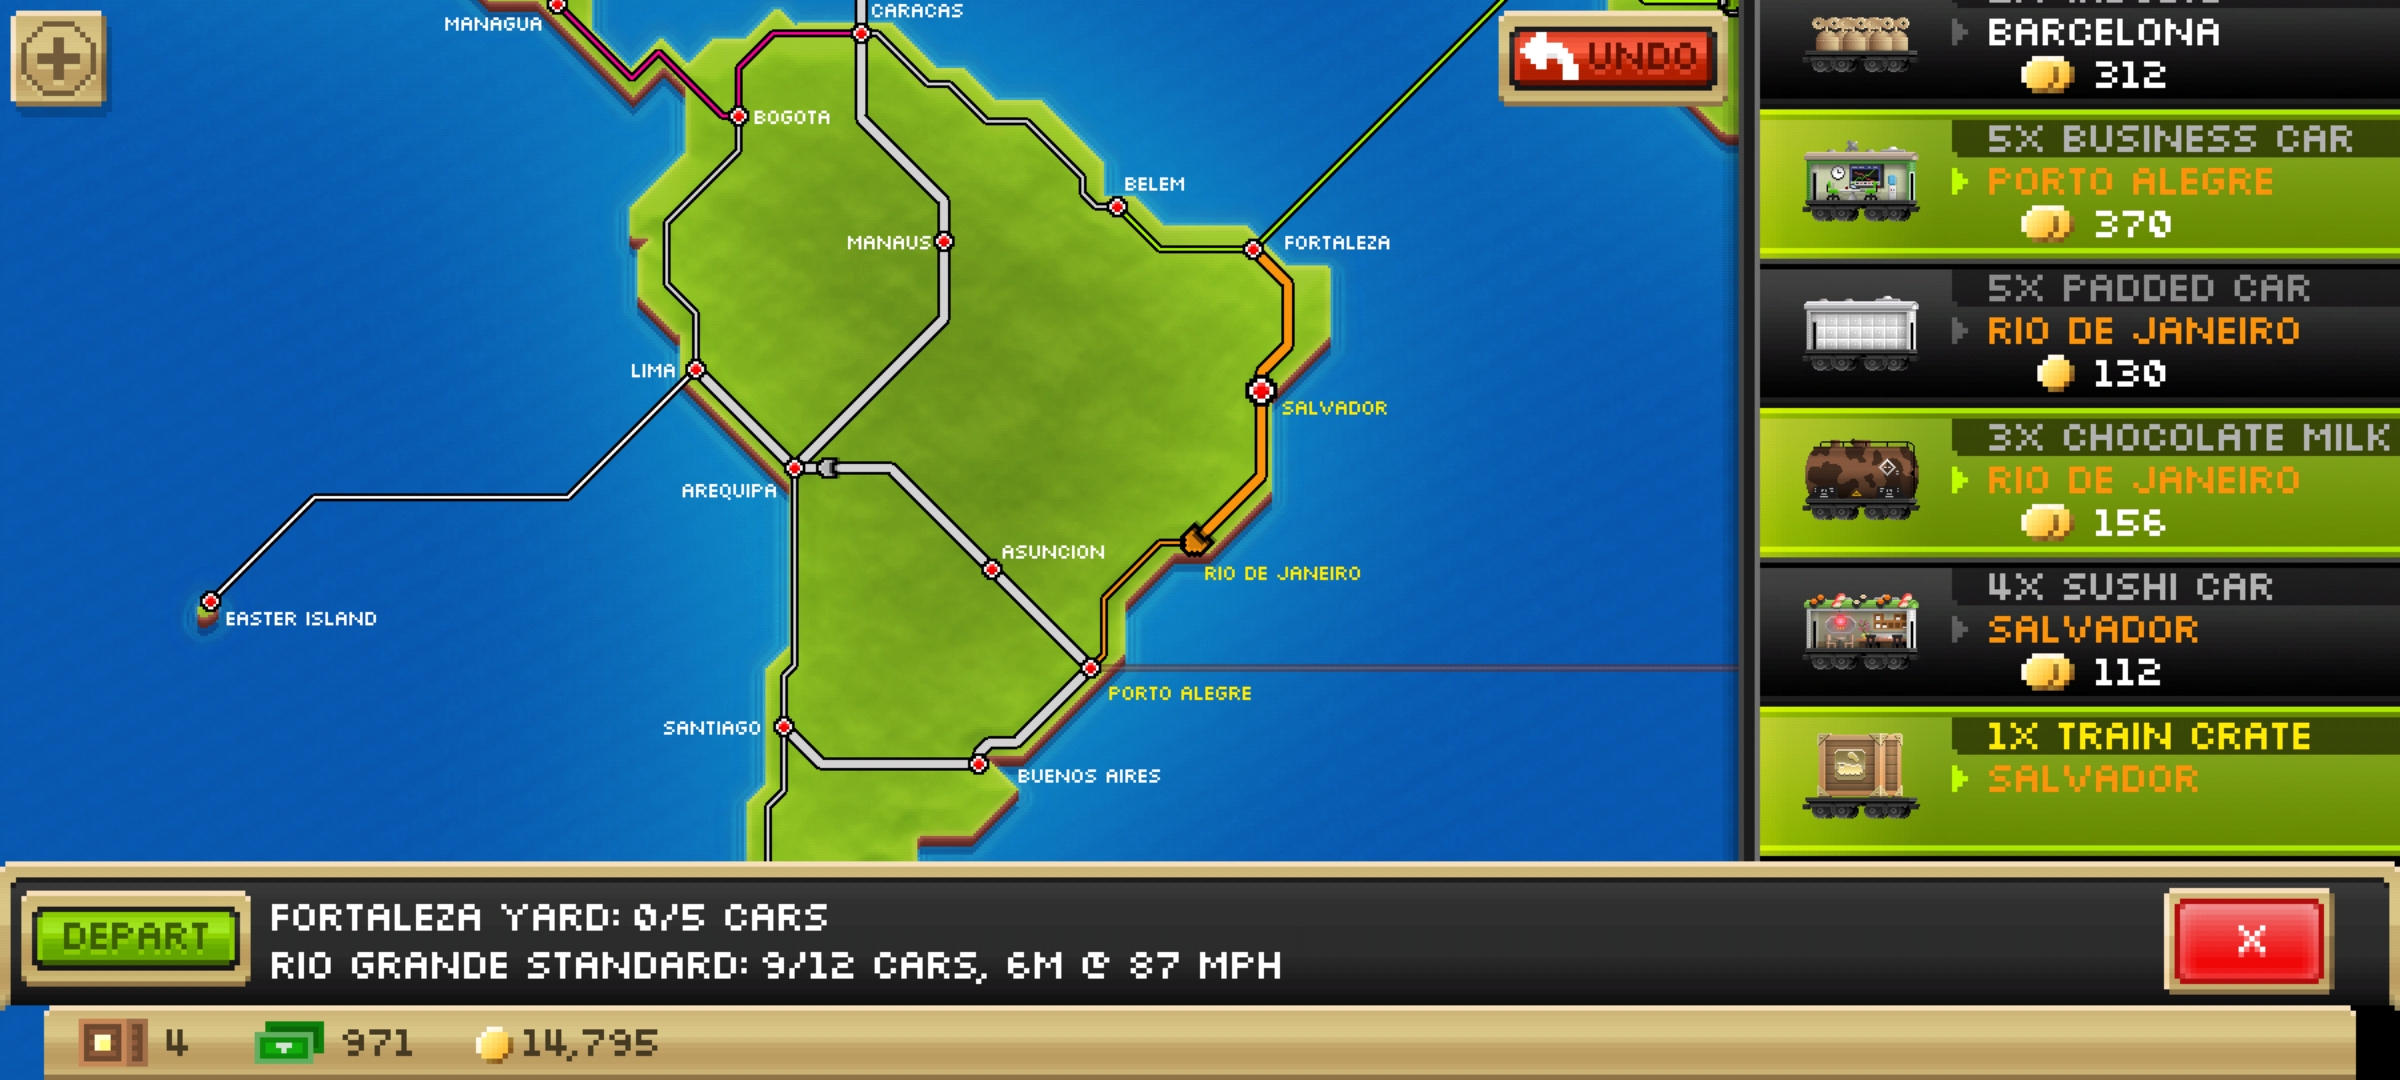 MANAGUA
CARACAS
BOGOTA
BELEM
MANAUS
FORTALEZA
LIMA
SALVADOR
AREQUIPA
ASUNCION
RIO DE JANEIRO
EASTER ISLAND
PORTO ALEGRE
SANTIAGO
BUENOS AIRES
UNDO
BARCELONA
312
5X BUSINESS CAR
PORTO ALEGRE
370
5X PADDED CAR
RIO DE JANEIRO
130
3X CHOCOLATE MILK
RIO DE JANEIRO
156
4X SUSHI CAR
SALVADOR
112
1X TRAIN CRATE
SALVADOR
DEPART
FORTALEZA YARD: 0/5 CARS
RIO GRANDE STANDARD: 9/12 CARS, 6M @ 87 MPH
X
4
971
14,795